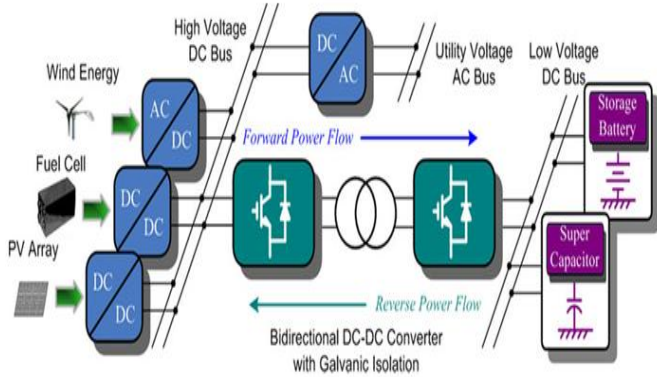 High Voltage
DC Bus
DC
AC
Utility Voltage
AC Bus
Low Voltage
DC Bus
Wind Energy
AC
DC
Storage
Battery
Forward Power Flow
Fuel Cell
DC
DC
PV Array
DC
DC
Super
Capacitor
Reverse Power Flow
Bidirectional DC-DC Converter
with Galvanic Isolation